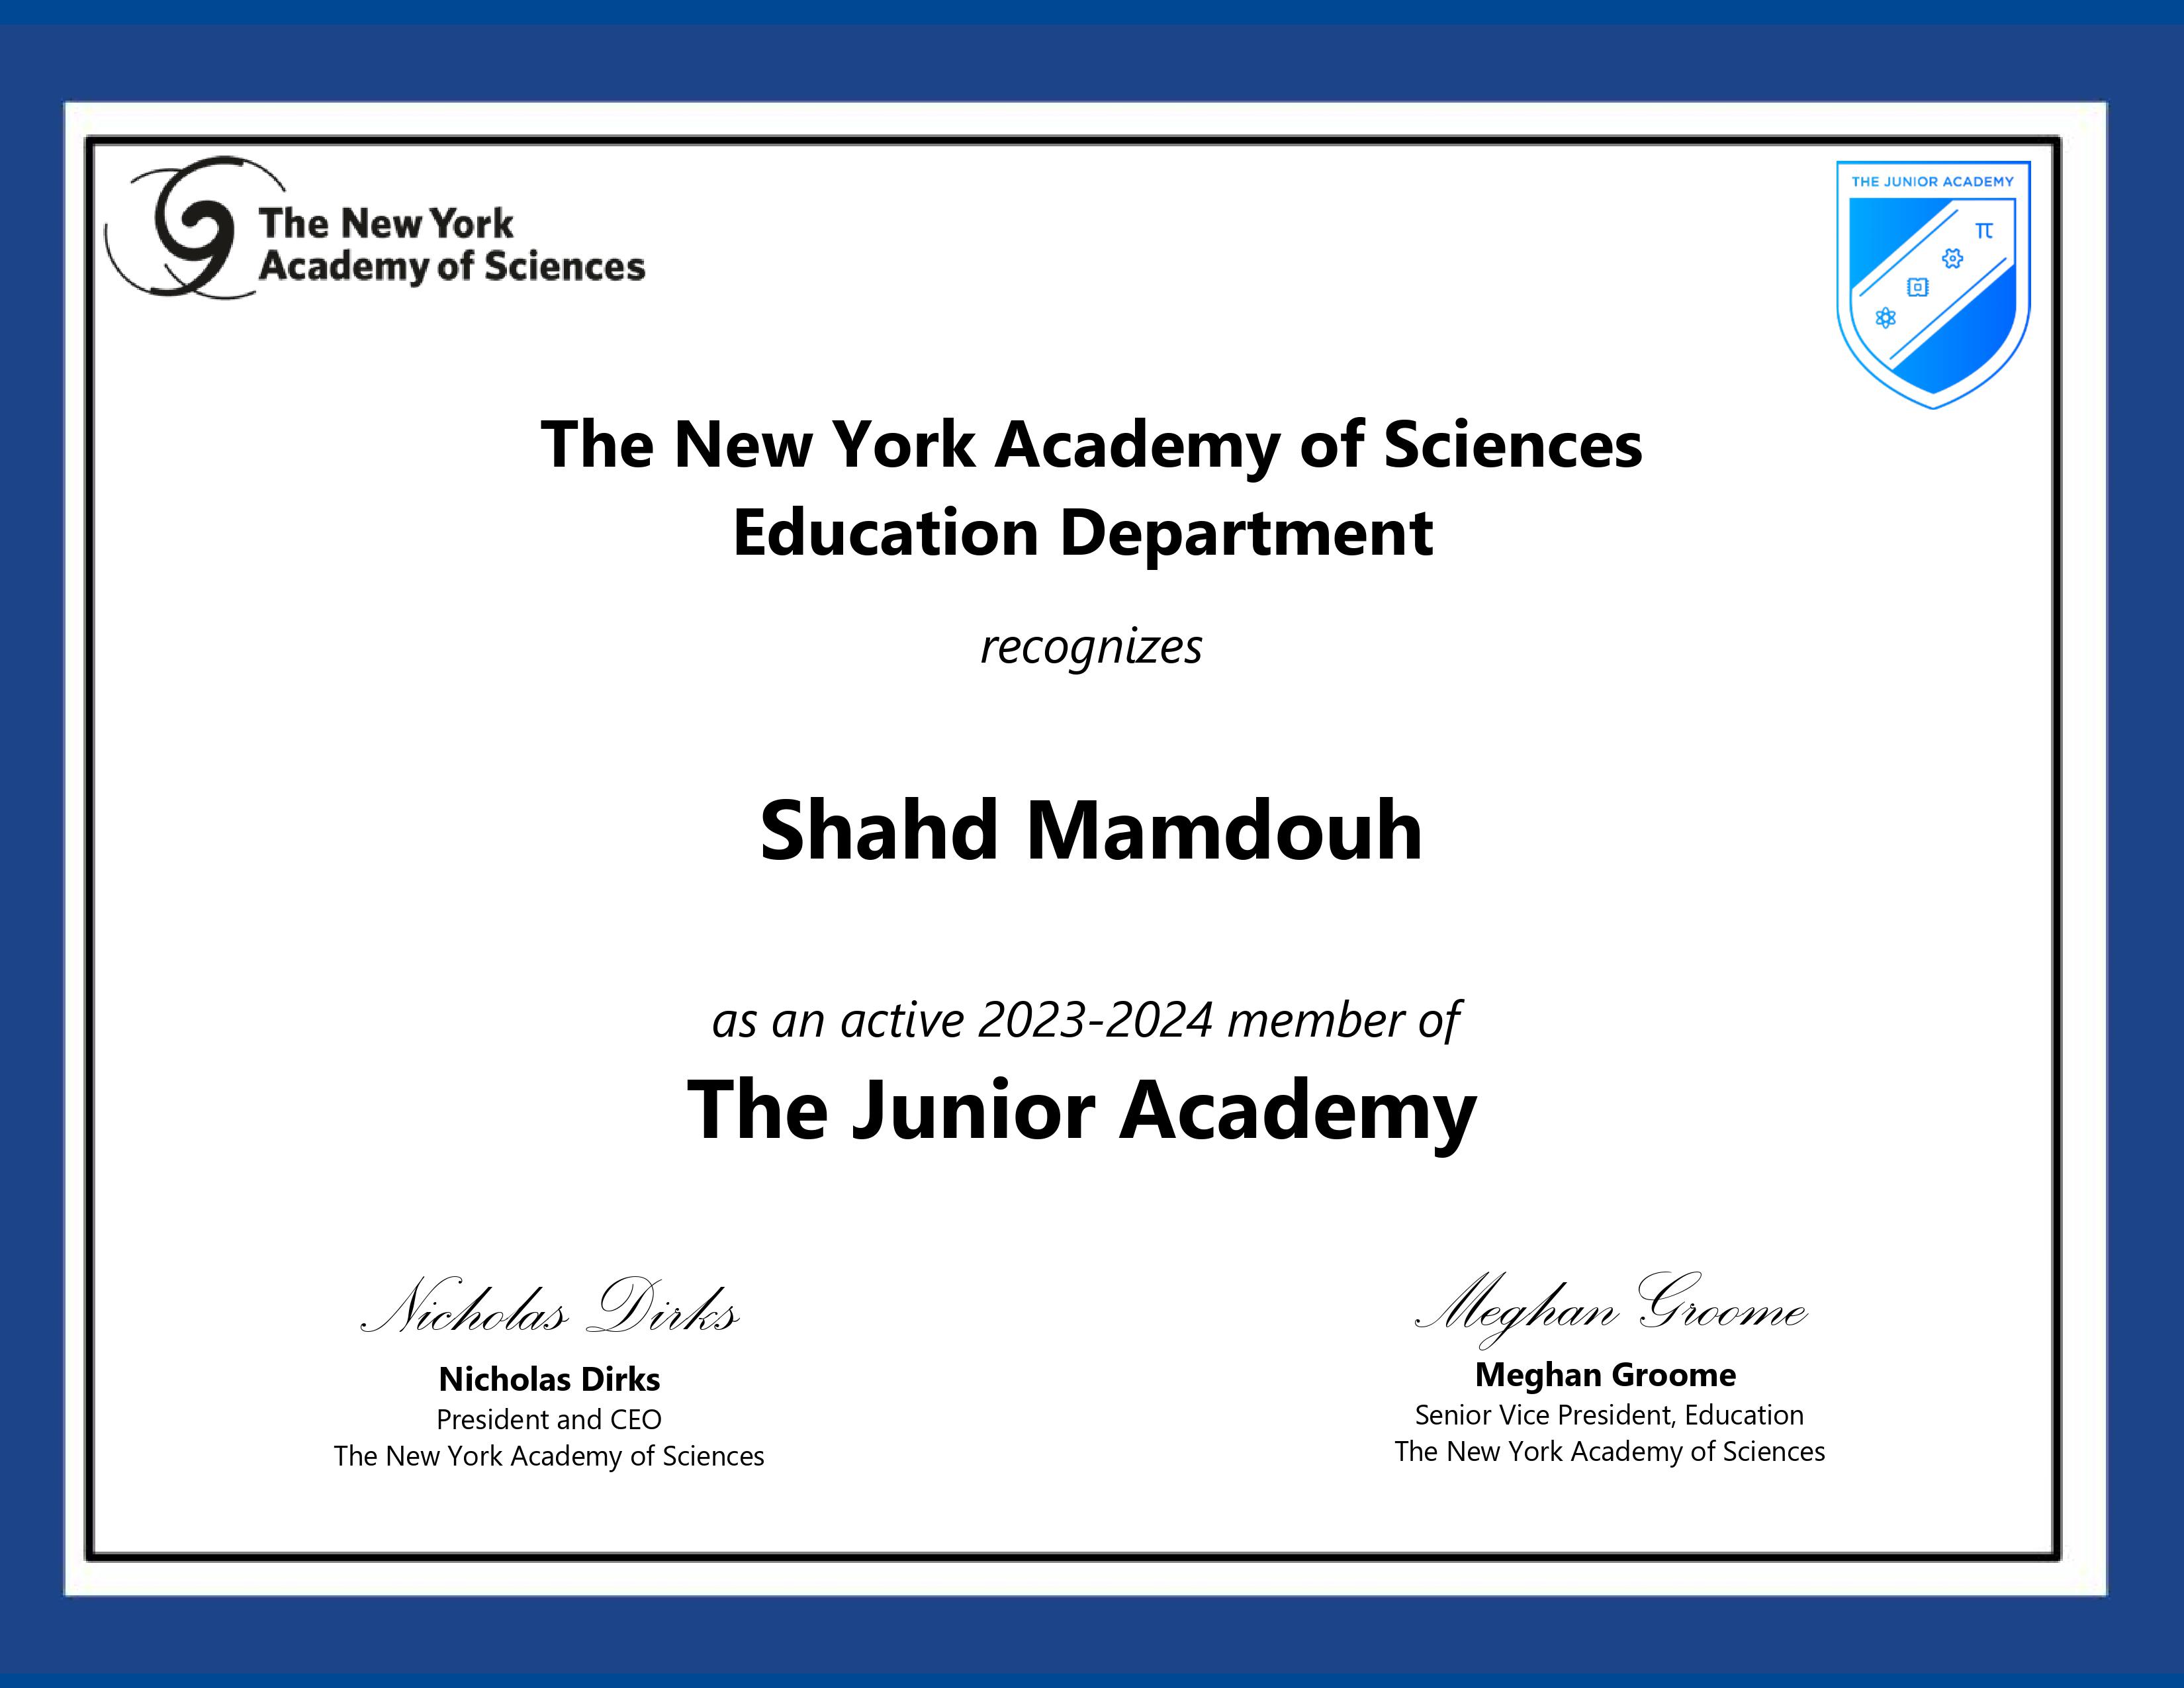 The New York
Academy of Sciences
THE JUNIOR ACADEMY
π
The New York Academy of Sciences
Education Department
recognizes
Shahd Mamdouh
as an active 2023-2024 member of
The Junior Academy
Nicholas Dirks
Nicholas Dirks
President and CEO
The New York Academy of Sciences
Meghan Groome
Meghan Groome
Senior Vice President, Education
The New York Academy of Sciences